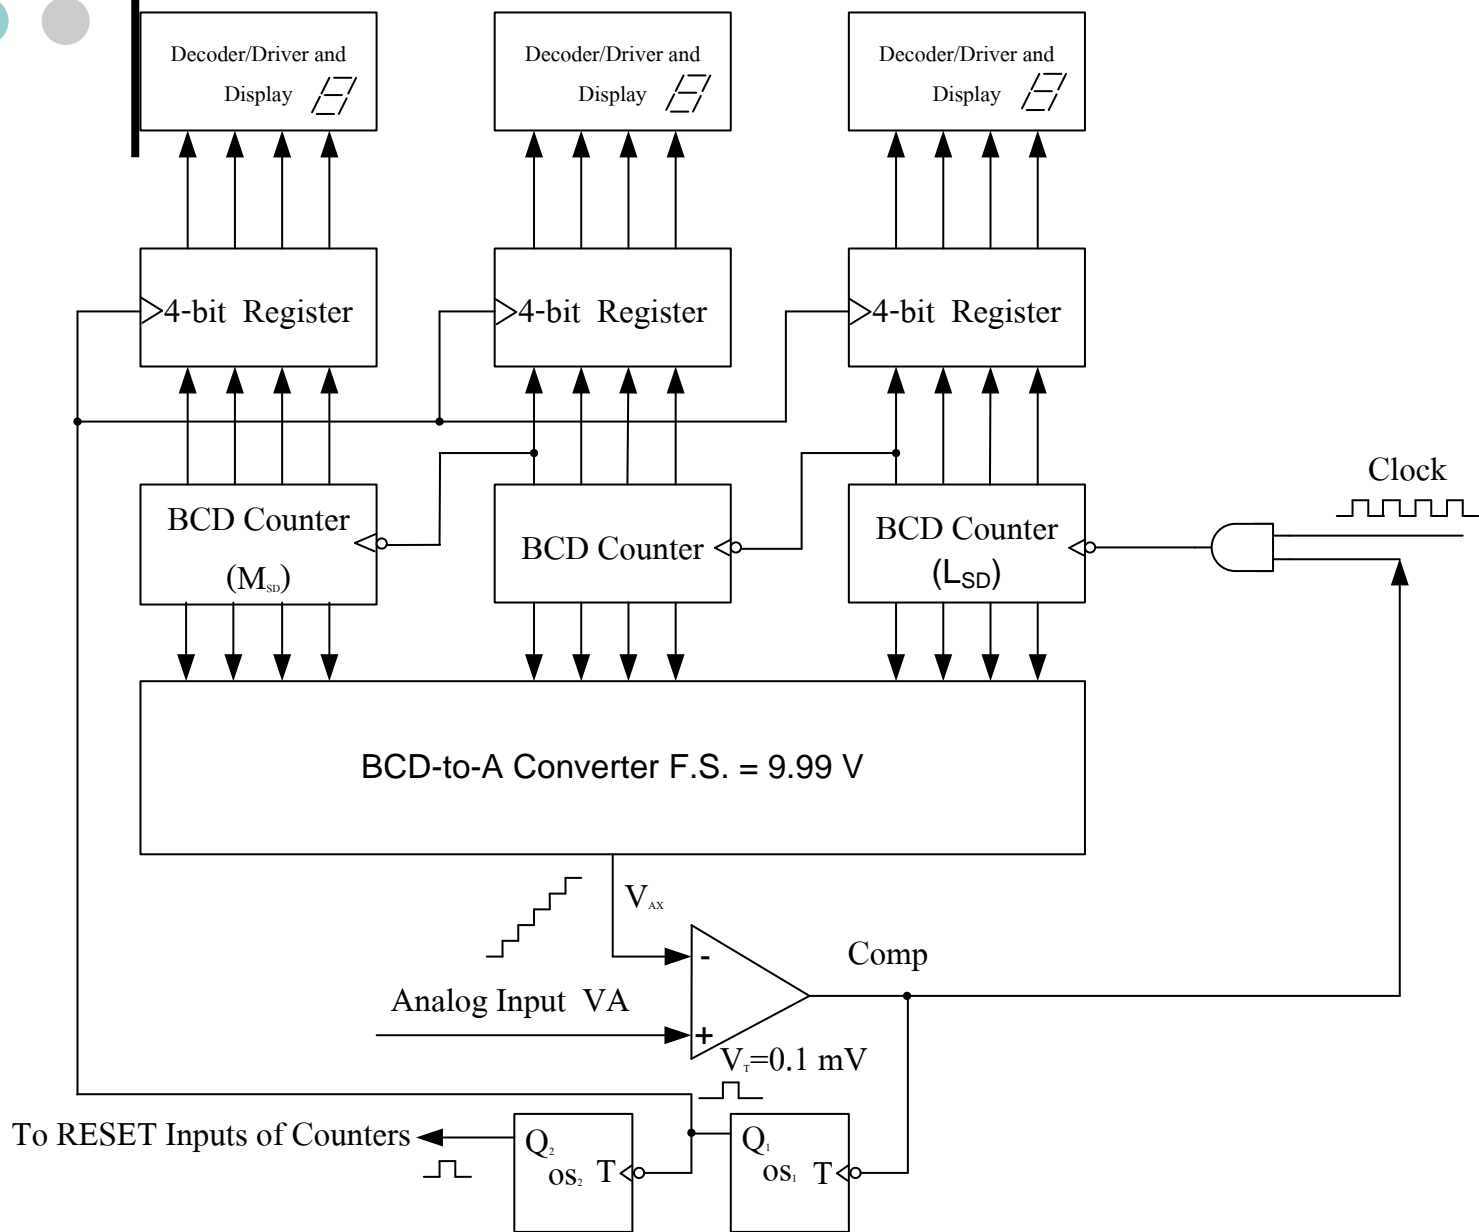 Decoder/Driver and
Display
Decoder/Driver and
Display
Decoder/Driver and
Display
4-bit Register
4-bit Register
4-bit Register
Clock
BCD Counter
(MSD)
BCD Counter
BCD Counter
(LSD)
BCD-to-A Converter F.S. = 9.99 V
VAX
-
Comp
Analog Input VA
+
VT=0.1 mV
To RESET Inputs of Counters
Q2
os2 T
Q1
os1 T